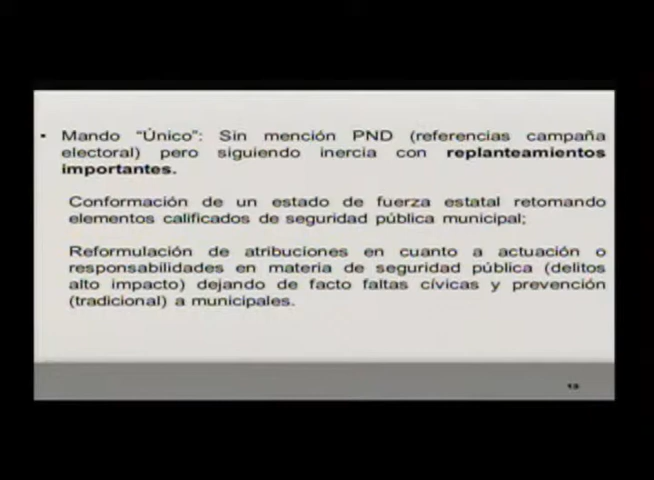 ▪ Mando "Único": Sin mención PND (referencias campaña
electoral) pero siguiendo inercia con replanteamientos
importantes.
Conformación de un estado de fuerza estatal retomando
elementos calificados de seguridad pública municipal;
Reformulación de atribuciones en cuanto a actuación o
responsabilidades en materia de seguridad pública (delitos
alto impacto) dejando de facto faltas cívicas y prevención
(tradicional) a municipales.